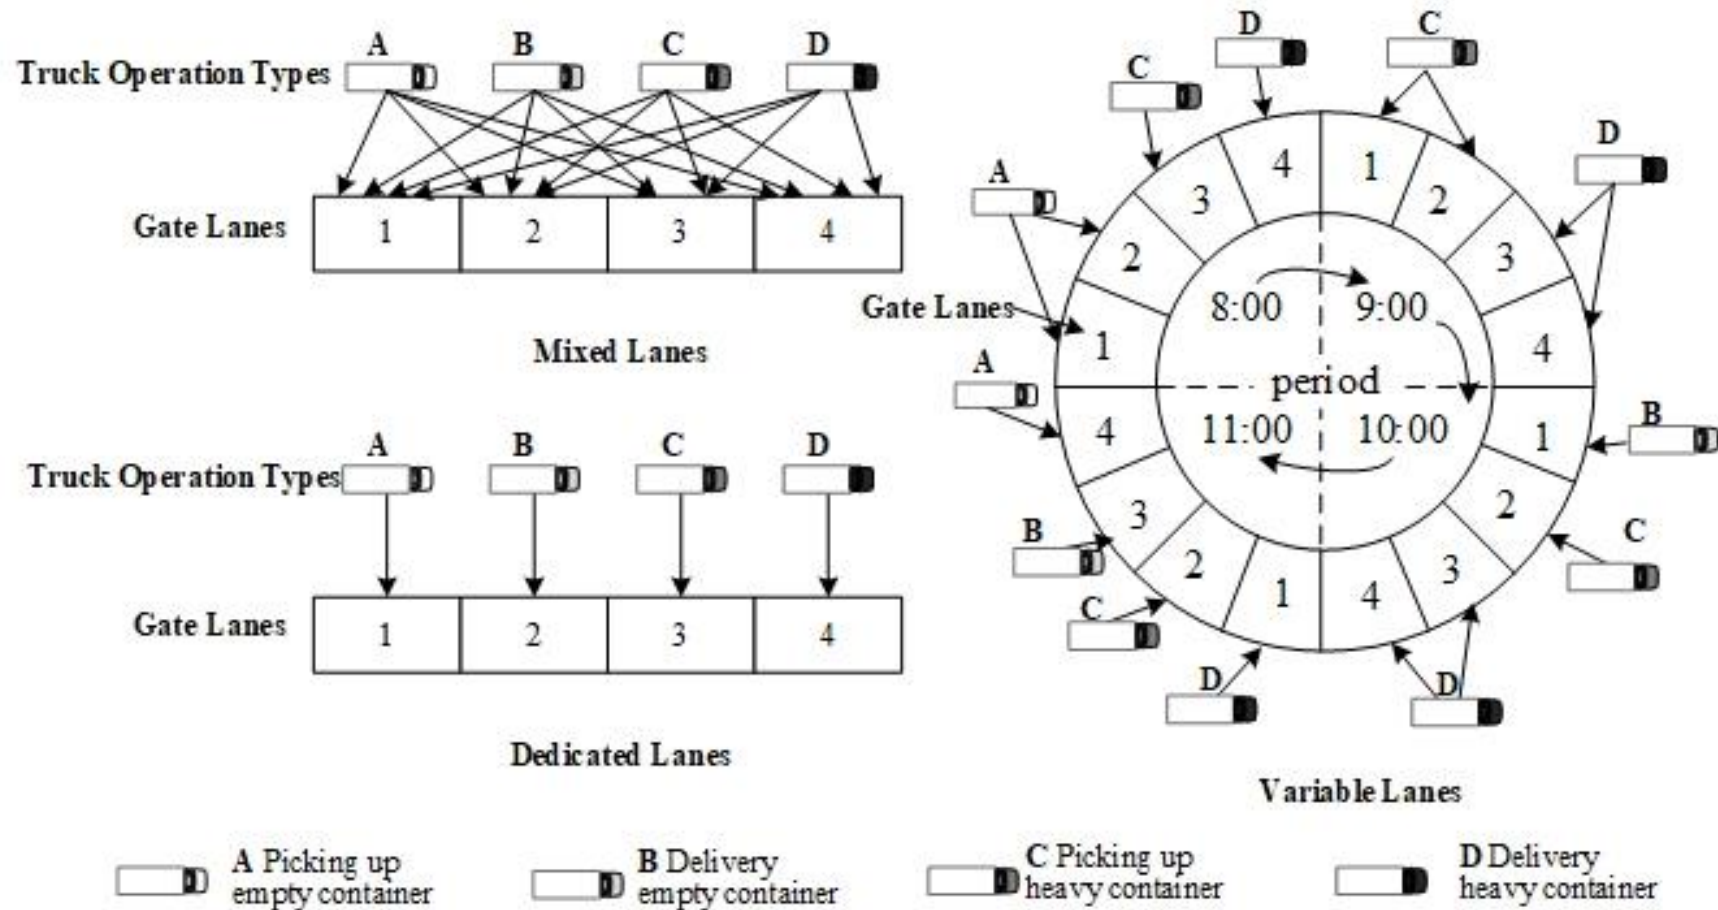 A B C D
Truck Operation Types
Gate Lanes
1 2 3 4
Mixed Lanes
A B C D
Truck Operation Types
Gate Lanes
1 2 3 4
Dedicated Lanes
D C
C
D
A
4 1
3 2
2 3
Gate Lanes
8:00 9:00
1 4
A
period
11:00 10:00
B
4 1
3 2
B C
2 3
1 4
C
D D
Variable Lanes
A Picking up
empty container
B Delivery
empty container
C Picking up
heavy container
D Delivery
heavy container